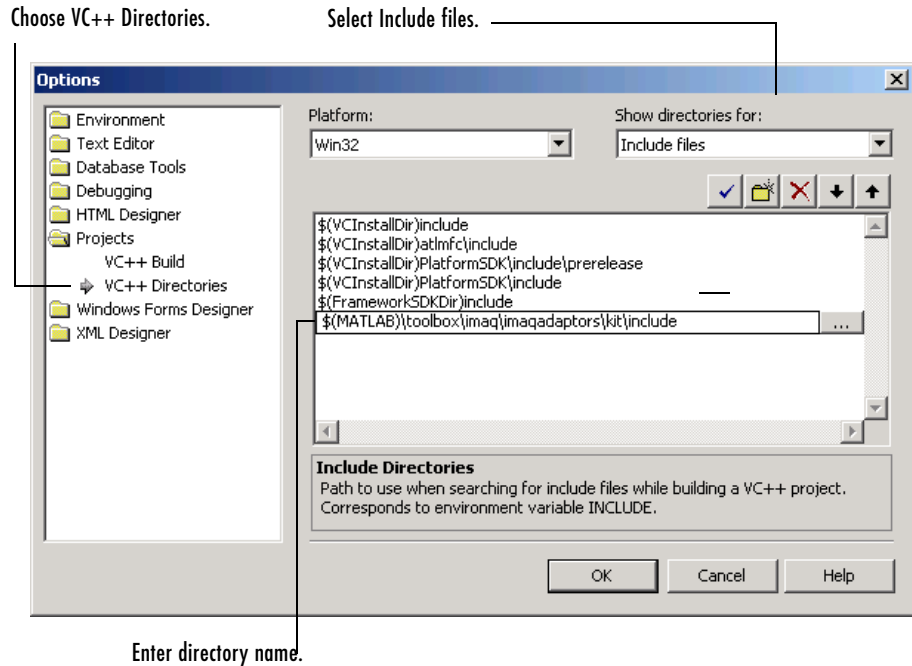 Choose VC++ Directories.
Select Include files.
Options
Environment
Text Editor
Database Tools
Debugging
HTML Designer
Projects
VC++ Build
VC++ Directories
Windows Forms Designer
XML Designer
Platform:
Win32
Show directories for:
Include files
$(VCInstallDir)include
$(VCInstallDir)atlmfc\include
$(VCInstallDir)PlatformSDK\include\prerelease
$(VCInstallDir)PlatformSDK\include
$(FrameworkSDKDir)include
$(MATLAB)\toolbox\imaq\imaqadaptors\kit\include
...
Include Directories
Path to use when searching for include files while building a VC++ project.
Corresponds to environment variable INCLUDE.
OK
Cancel
Help
Enter directory name.